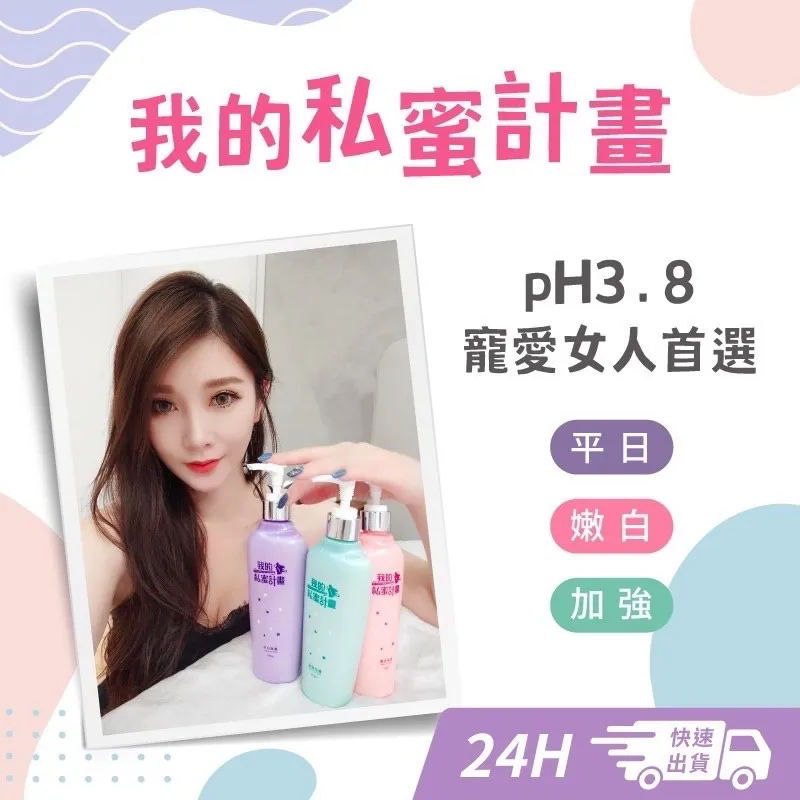 我的私蜜計畫
pH3.8
寵愛女人首選
平日
嫩白
加強
我的
私蜜計畫
我的
私蜜計畫
我的
私蜜計畫
24H
快速
出貨